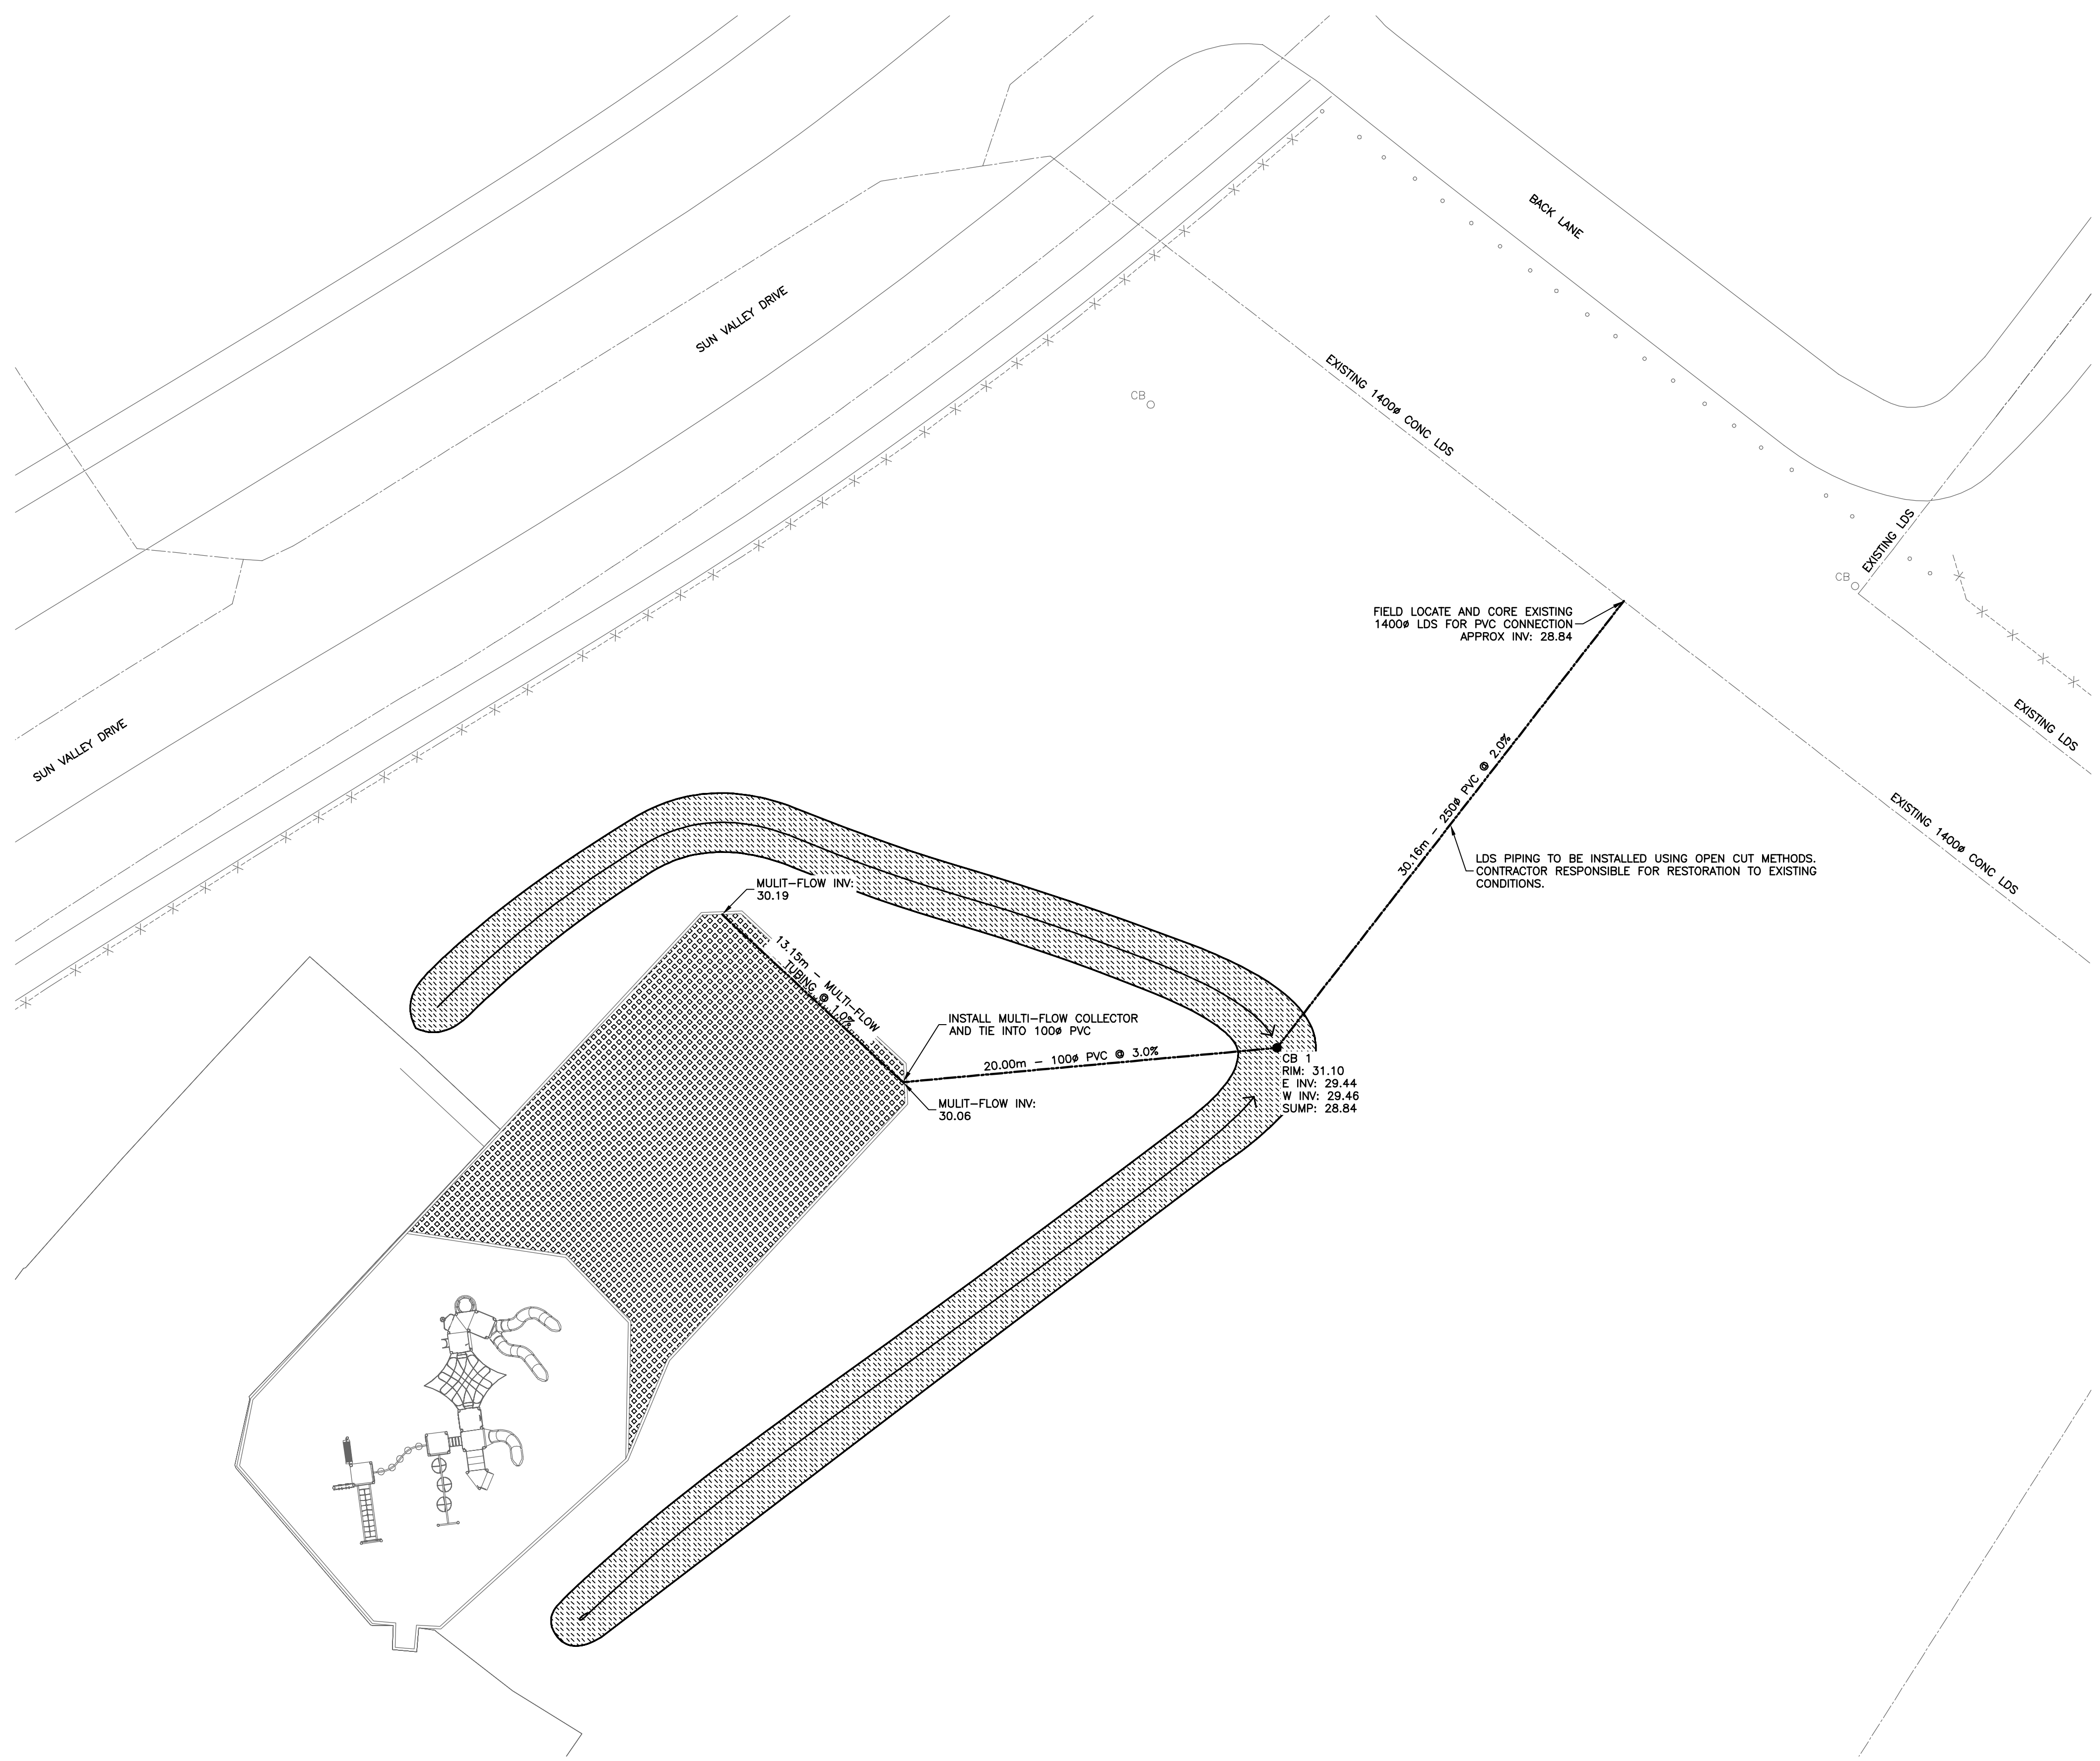 BACK LANE
SUN VALLEY DRIVE
EXISTING 1400ø CONC LDS
CB
EXISTING LDS
CB
FIELD LOCATE AND CORE EXISTING
1400ø LDS FOR PVC CONNECTION
APPROX INV: 28.84
EXISTING LDS
SUN VALLEY DRIVE
30.16m - 250ø PVC @ 2.0%
EXISTING 1400ø CONC LDS
LDS PIPING TO BE INSTALLED USING OPEN CUT METHODS.
CONTRACTOR RESPONSIBLE FOR RESTORATION TO EXISTING
CONDITIONS.
MULIT-FLOW INV:
30.19
13.15m - MULTI-FLOW
TUBING @ 1.0%
INSTALL MULTI-FLOW COLLECTOR
AND TIE INTO 100ø PVC
20.00m - 100ø PVC @ 3.0%
CB 1
RIM: 31.10
E INV: 29.44
W INV: 29.46
SUMP: 28.84
MULIT-FLOW INV:
30.06